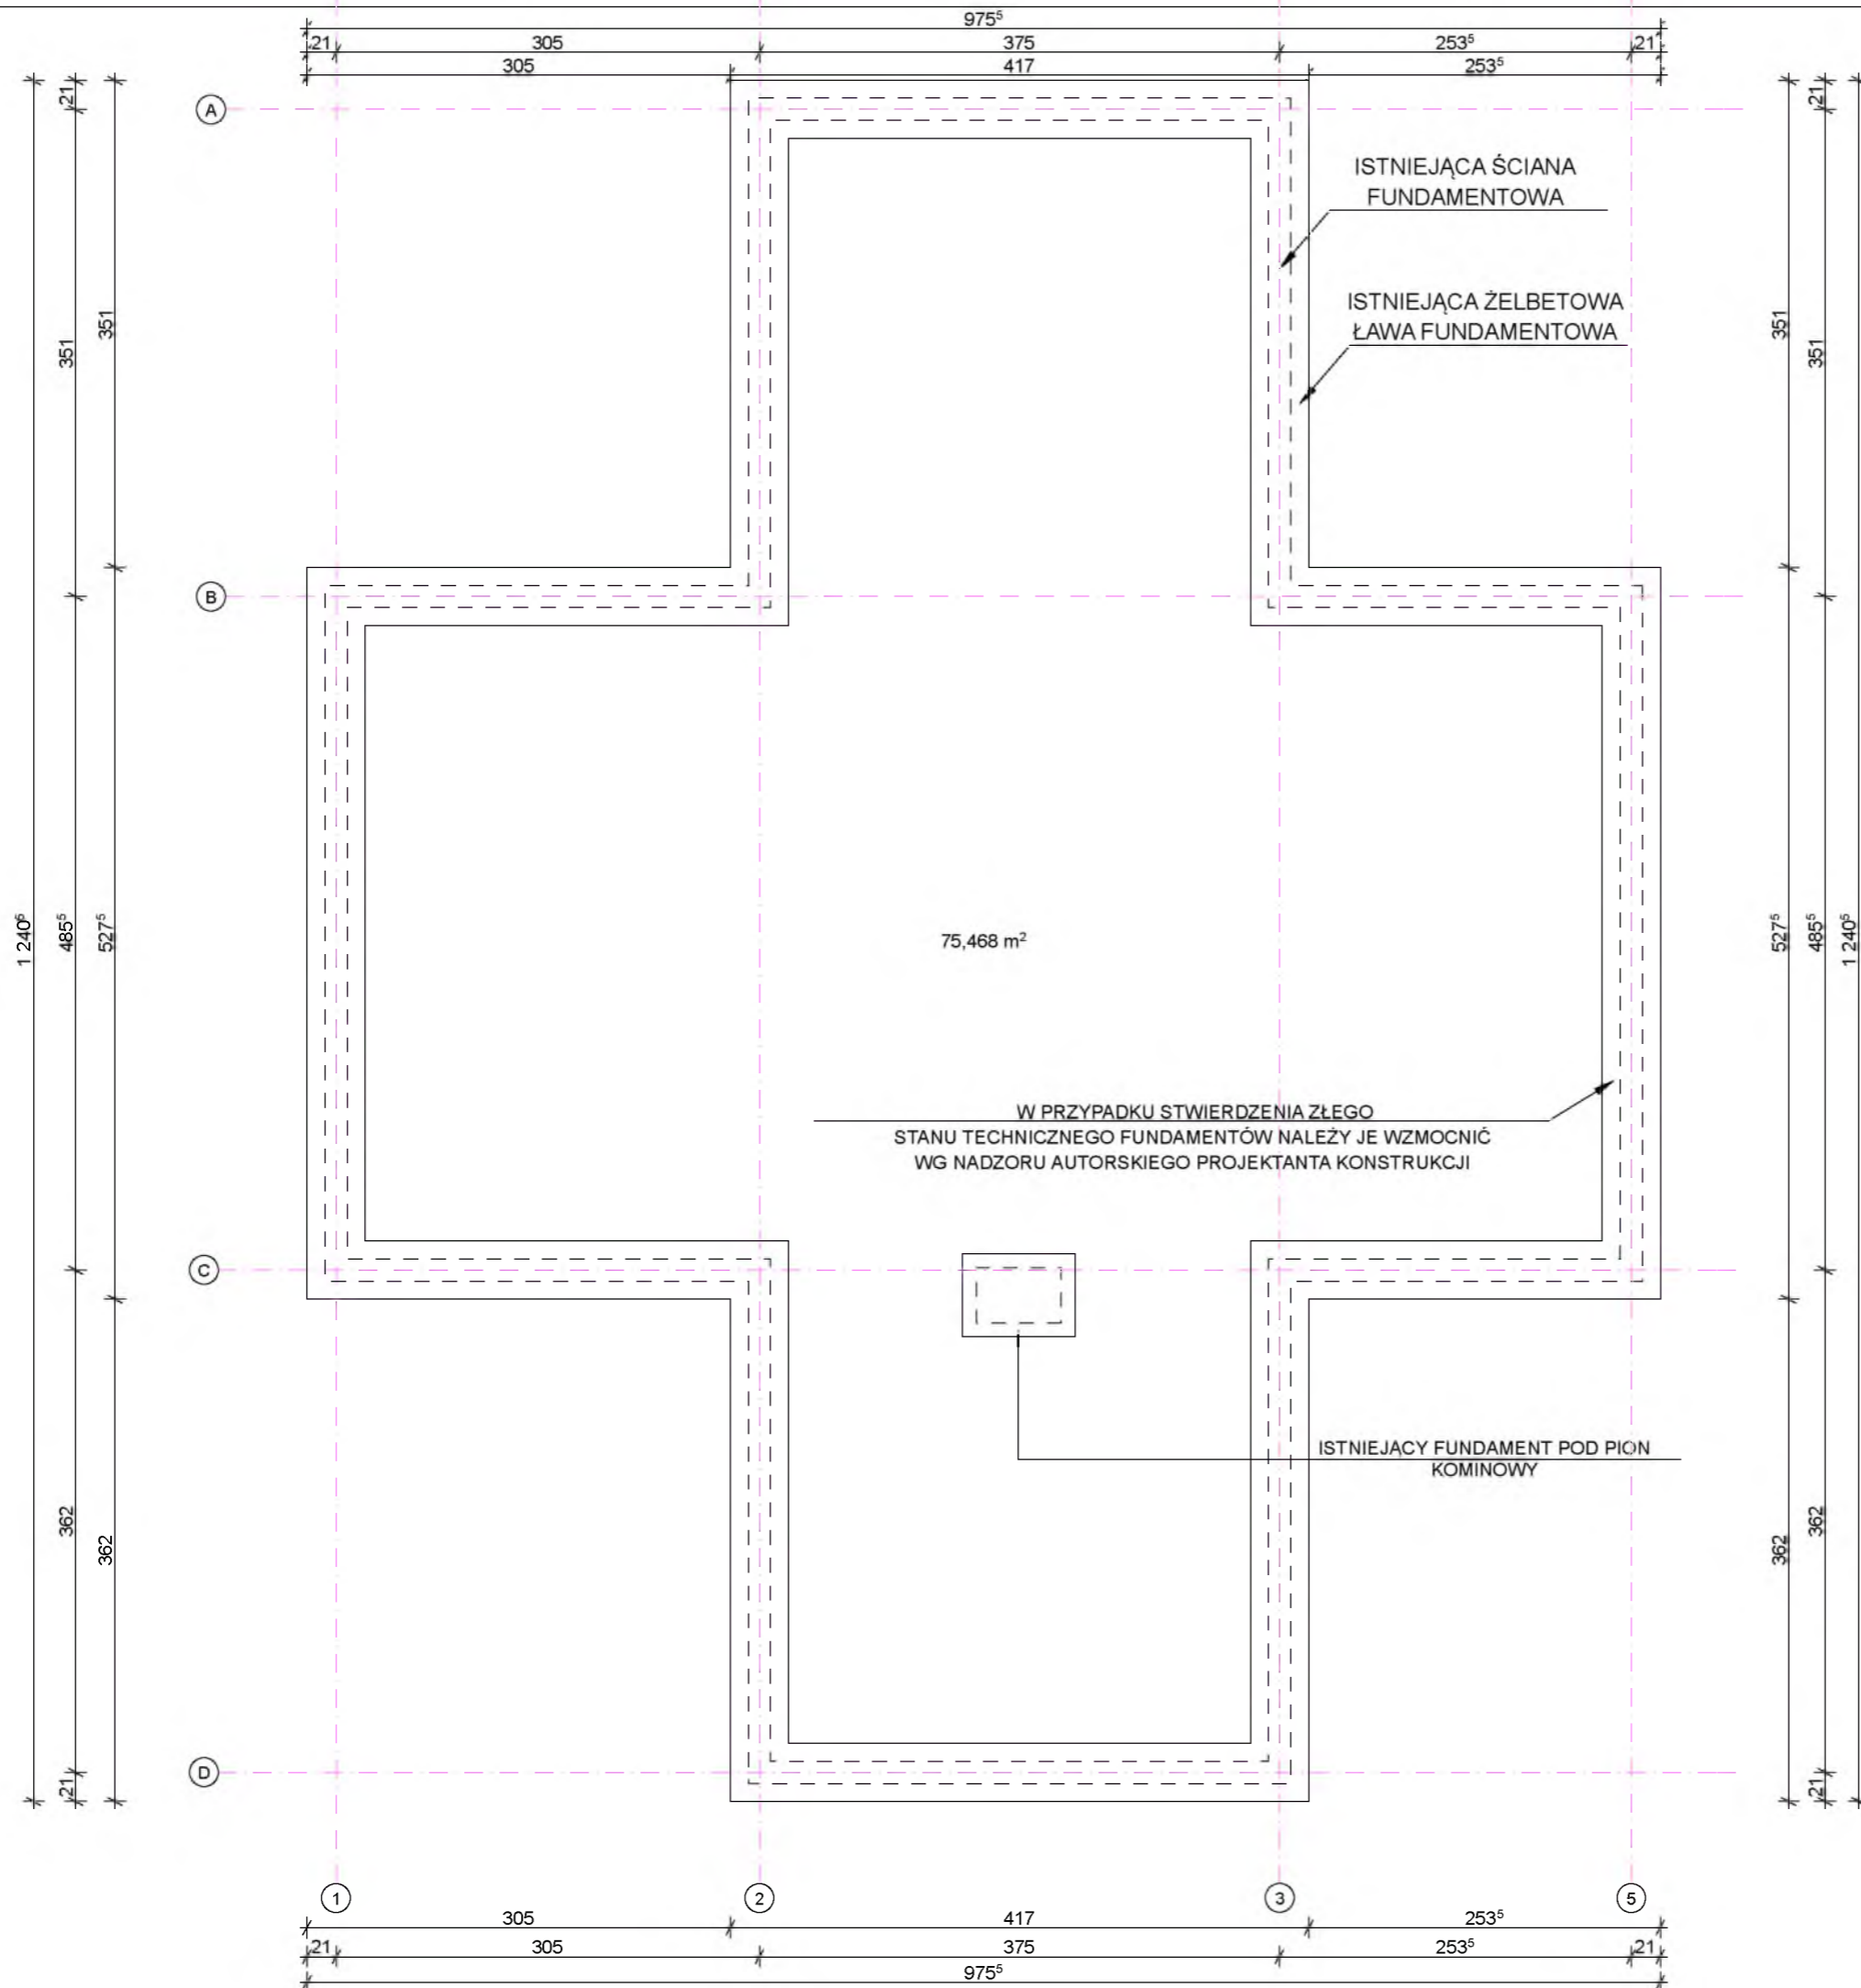 975⁵
21 305 375 253⁵ 21
305 417 253⁵
21
21
A
ISTNIEJĄCA ŚCIANA
FUNDAMENTOWA
ISTNIEJĄCA ŻELBETOWA
ŁAWA FUNDAMENTOWA
351
351
351
351
B
1 240⁵
485⁵
527⁵
75,468 m²
527⁵
485⁵
1 240⁵
W PRZYPADKU STWIERDZENIA ZŁEGO
STANU TECHNICZNEGO FUNDAMENTÓW NALEŻY JE WZMOCNIĆ
WG NADZORU AUTORSKIEGO PROJEKTANTA KONSTRUKCJI
C
ISTNIEJĄCY FUNDAMENT POD PION
KOMINOWY
362
362
362
362
D
21
21
1 2 3 5
305 417 253⁵
21 305 375 253⁵ 21
975⁵